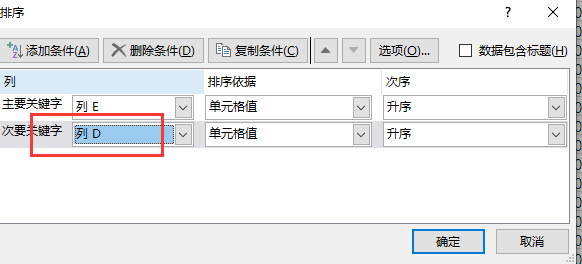 排序
?
添加条件(A) 删除条件(D) 复制条件(C) 选项(O)... 数据包含标题(H)
列 排序依据 次序
主要关键字 列 E 单元格值 升序
次要关键字 列 D 单元格值 升序
确定 取消